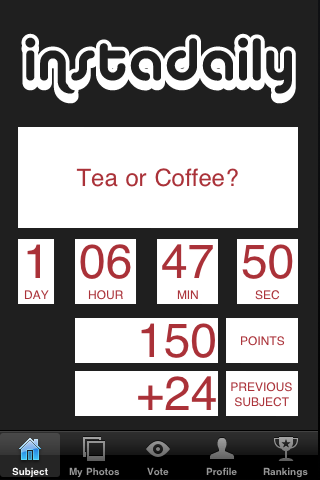 instadaily
Tea or Coffee?
1 06 47 50
DAY HOUR MIN SEC
150 POINTS
+24 PREVIOUS
SUBJECT
Subject My Photos Vote Profile Rankings